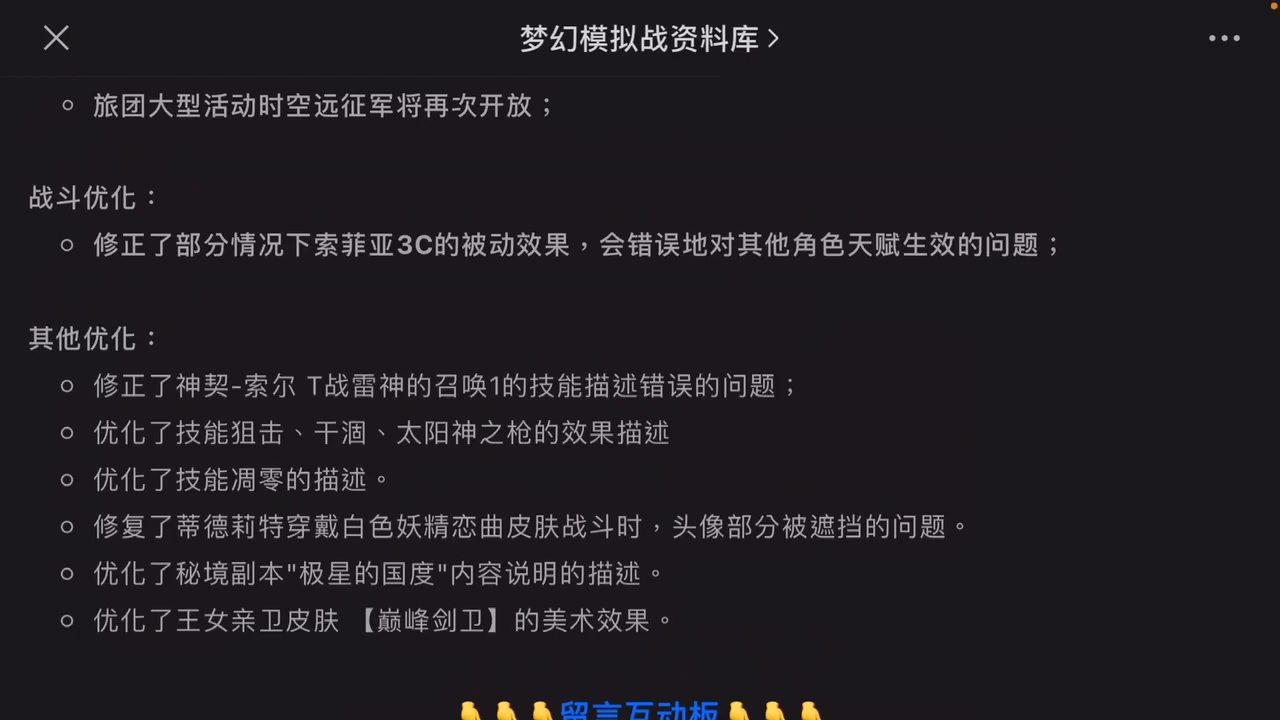 梦幻模拟战资料库
旅团大型活动时空远征军将再次开放；
战斗优化：
修正了部分情况下索菲亚3C的被动效果，会错误地对其他角色天赋生效的问题；
其他优化：
修正了神契-索尔 T战雷神的召唤1的技能描述错误的问题；
优化了技能狙击、干涸、太阳神之枪的效果描述
优化了技能凋零的描述。
修复了蒂德莉特穿戴白色妖精恋曲皮肤战斗时，头像部分被遮挡的问题。
优化了秘境副本"极星的国度"内容说明的描述。
优化了王女亲卫皮肤 【巅峰剑卫】的美术效果。
👇👇👇留言互动板👇👇👇